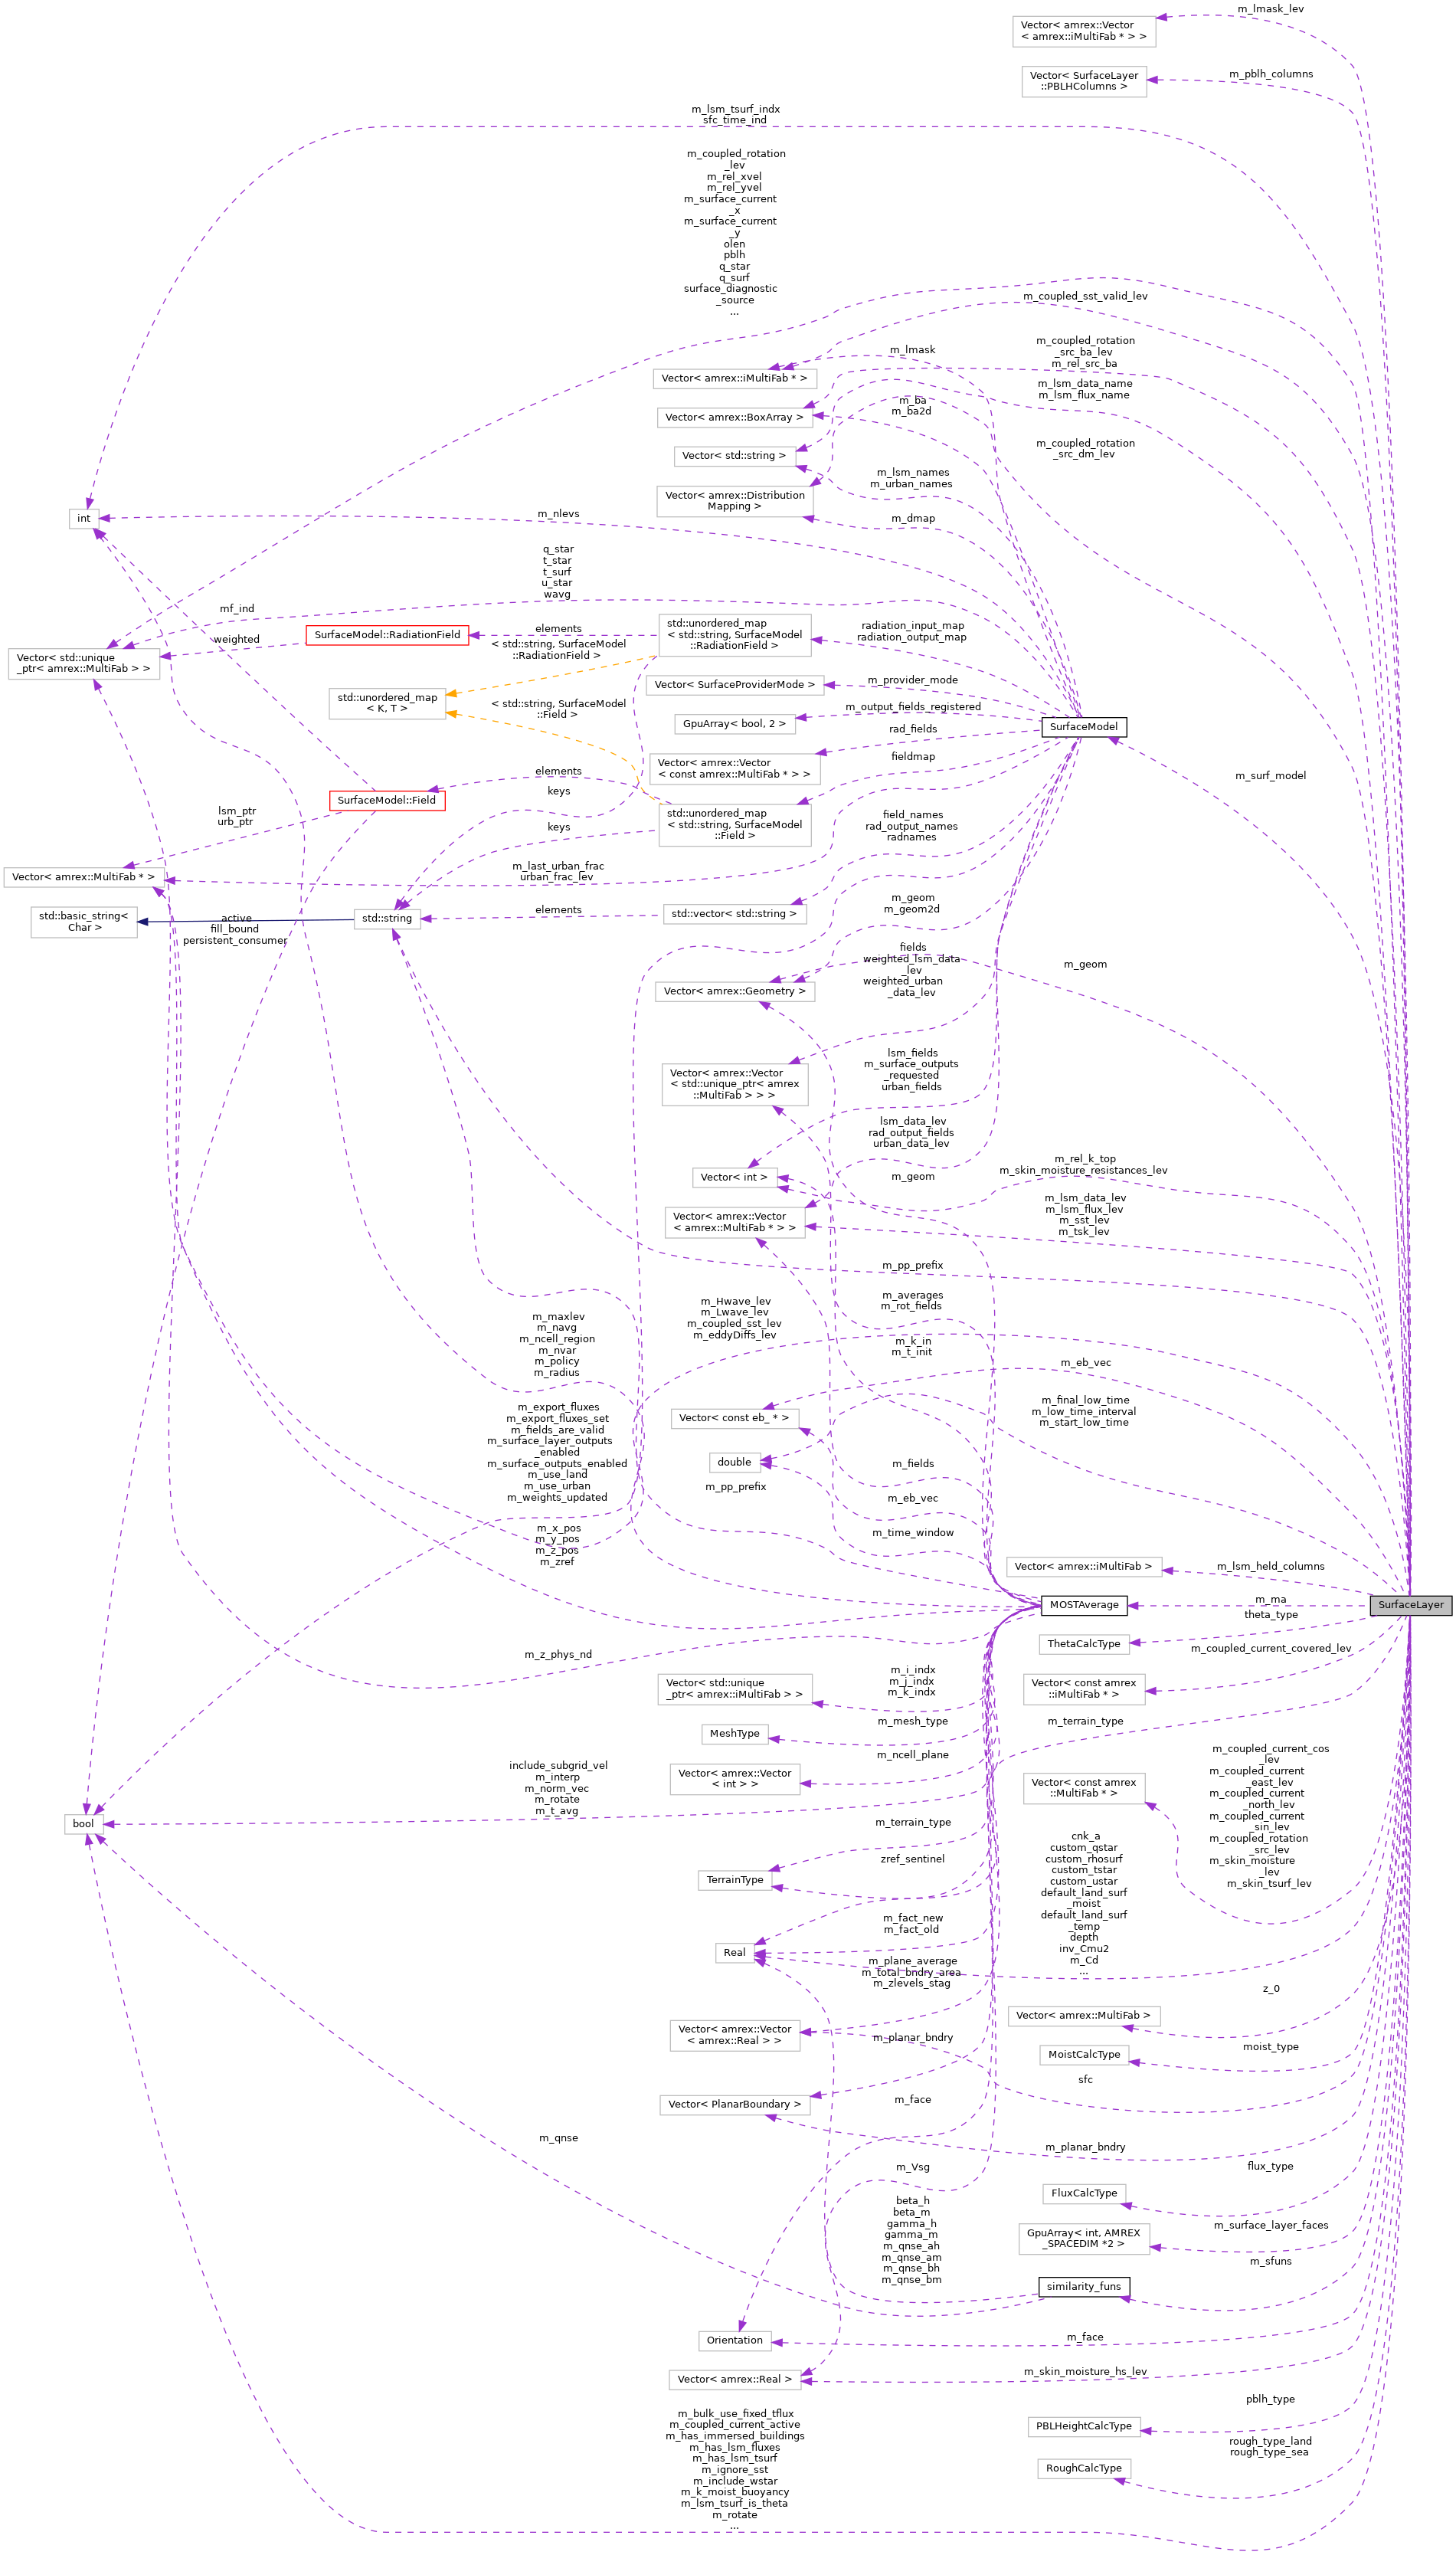 m_lmask_lev
Vector< amrex::Vector
< amrex::iMultiFab * > >
m_pblh_columns
Vector< SurfaceLayer
::PBLHColumns >
m_lsm_tsurf_indx
sfc_time_ind
m_coupled_rotation
_lev
m_rel_xvel
m_rel_yvel
m_surface_current
_x
m_surface_current
_y
olen
pblh
q_star
q_surf
surface_diagnostic
_source
...
m_coupled_sst_valid_lev
m_lmask
m_coupled_rotation
_src_ba_lev
m_rel_src_ba
Vector< amrex::iMultiFab * >
m_lsm_data_name
m_lsm_flux_name
m_ba
m_ba2d
Vector< amrex::BoxArray >
m_coupled_rotation
_src_dm_lev
Vector< std::string >
m_lsm_names
m_urban_names
Vector< amrex::Distribution
Mapping >
m_dmap
m_nlevs
int
q_star
t_star
t_surf
u_star
wavg
mf_ind
weighted
SurfaceModel::RadiationField
elements
std::unordered_map
< std::string, SurfaceModel
::RadiationField >
radiation_input_map
radiation_output_map
< std::string, SurfaceModel
::RadiationField >
Vector< std::unique
_ptr< amrex::MultiFab > >
std::unordered_map
< K, T >
Vector< SurfaceProviderMode >
m_provider_mode
< std::string, SurfaceModel
::Field >
GpuArray< bool, 2 >
m_output_fields_registered
SurfaceModel
rad_fields
Vector< amrex::Vector
< const amrex::MultiFab * > >
fieldmap
m_surf_model
elements
keys
SurfaceModel::Field
std::unordered_map
< std::string, SurfaceModel
::Field >
lsm_ptr
urb_ptr
keys
field_names
rad_output_names
radnames
Vector< amrex::MultiFab * >
m_last_urban_frac
urban_frac_lev
std::basic_string<
Char >
active
fill_bound
persistent_consumer
std::string
elements
std::vector< std::string >
m_geom
m_geom2d
fields
weighted_lsm_data
_lev
weighted_urban
_data_lev
m_geom
Vector< amrex::Geometry >
Vector< amrex::Vector
< std::unique_ptr< amrex
::MultiFab > > >
lsm_fields
m_surface_outputs
_requested
urban_fields
lsm_data_lev
rad_output_fields
urban_data_lev
Vector< int >
m_geom
m_rel_k_top
m_skin_moisture_resistances_lev
Vector< amrex::Vector
< amrex::MultiFab * > >
m_lsm_data_lev
m_lsm_flux_lev
m_sst_lev
m_tsk_lev
m_pp_prefix
m_Hwave_lev
m_Lwave_lev
m_coupled_sst_lev
m_eddyDiffs_lev
m_averages
m_rot_fields
m_maxlev
m_navg
m_ncell_region
m_nvar
m_policy
m_radius
m_k_in
m_t_init
m_eb_vec
Vector< const eb_ * >
m_final_low_time
m_low_time_interval
m_start_low_time
m_export_fluxes
m_export_fluxes_set
m_fields_are_valid
m_surface_layer_outputs
_enabled
m_surface_outputs_enabled
m_use_land
m_use_urban
m_weights_updated
double
m_fields
m_pp_prefix
m_eb_vec
m_x_pos
m_y_pos
m_z_pos
m_zref
m_time_window
Vector< amrex::iMultiFab >
m_lsm_held_columns
MOSTAverage
m_ma
SurfaceLayer
theta_type
ThetaCalcType
m_coupled_current_covered_lev
m_z_phys_nd
Vector< std::unique
_ptr< amrex::iMultiFab > >
m_i_indx
m_j_indx
m_k_indx
Vector< const amrex
::iMultiFab * >
MeshType
m_mesh_type
m_terrain_type
include_subgrid_vel
m_interp
m_norm_vec
m_rotate
m_t_avg
Vector< amrex::Vector
< int > >
m_ncell_plane
Vector< const amrex
::MultiFab * >
m_coupled_current_cos
_lev
m_coupled_current
_east_lev
m_coupled_current
_north_lev
m_coupled_current
_sin_lev
m_coupled_rotation
_src_lev
m_skin_moisture
_lev
m_skin_tsurf_lev
bool
m_terrain_type
TerrainType
zref_sentinel
cnk_a
custom_qstar
custom_rhosurf
custom_tstar
custom_ustar
default_land_surf
_moist
default_land_surf
_temp
depth
inv_Cmu2
m_Cd
...
m_fact_new
m_fact_old
Real
m_plane_average
m_total_bndry_area
m_zlevels_stag
z_0
Vector< amrex::MultiFab >
Vector< amrex::Vector
< amrex::Real > >
m_planar_bndry
MoistCalcType
moist_type
sfc
m_face
Vector< PlanarBoundary >
m_qnse
m_planar_bndry
m_Vsg
flux_type
FluxCalcType
beta_h
beta_m
gamma_h
gamma_m
m_qnse_ah
m_qnse_am
m_qnse_bh
m_qnse_bm
GpuArray< int, AMREX
_SPACEDIM *2 >
m_surface_layer_faces
m_sfuns
similarity_funs
Orientation
m_face
Vector< amrex::Real >
m_skin_moisture_hs_lev
pblh_type
PBLHeightCalcType
m_bulk_use_fixed_tflux
m_coupled_current_active
m_has_immersed_buildings
m_has_lsm_fluxes
m_has_lsm_tsurf
m_ignore_sst
m_include_wstar
m_k_moist_buoyancy
m_lsm_tsurf_is_theta
m_rotate
...
rough_type_land
rough_type_sea
RoughCalcType